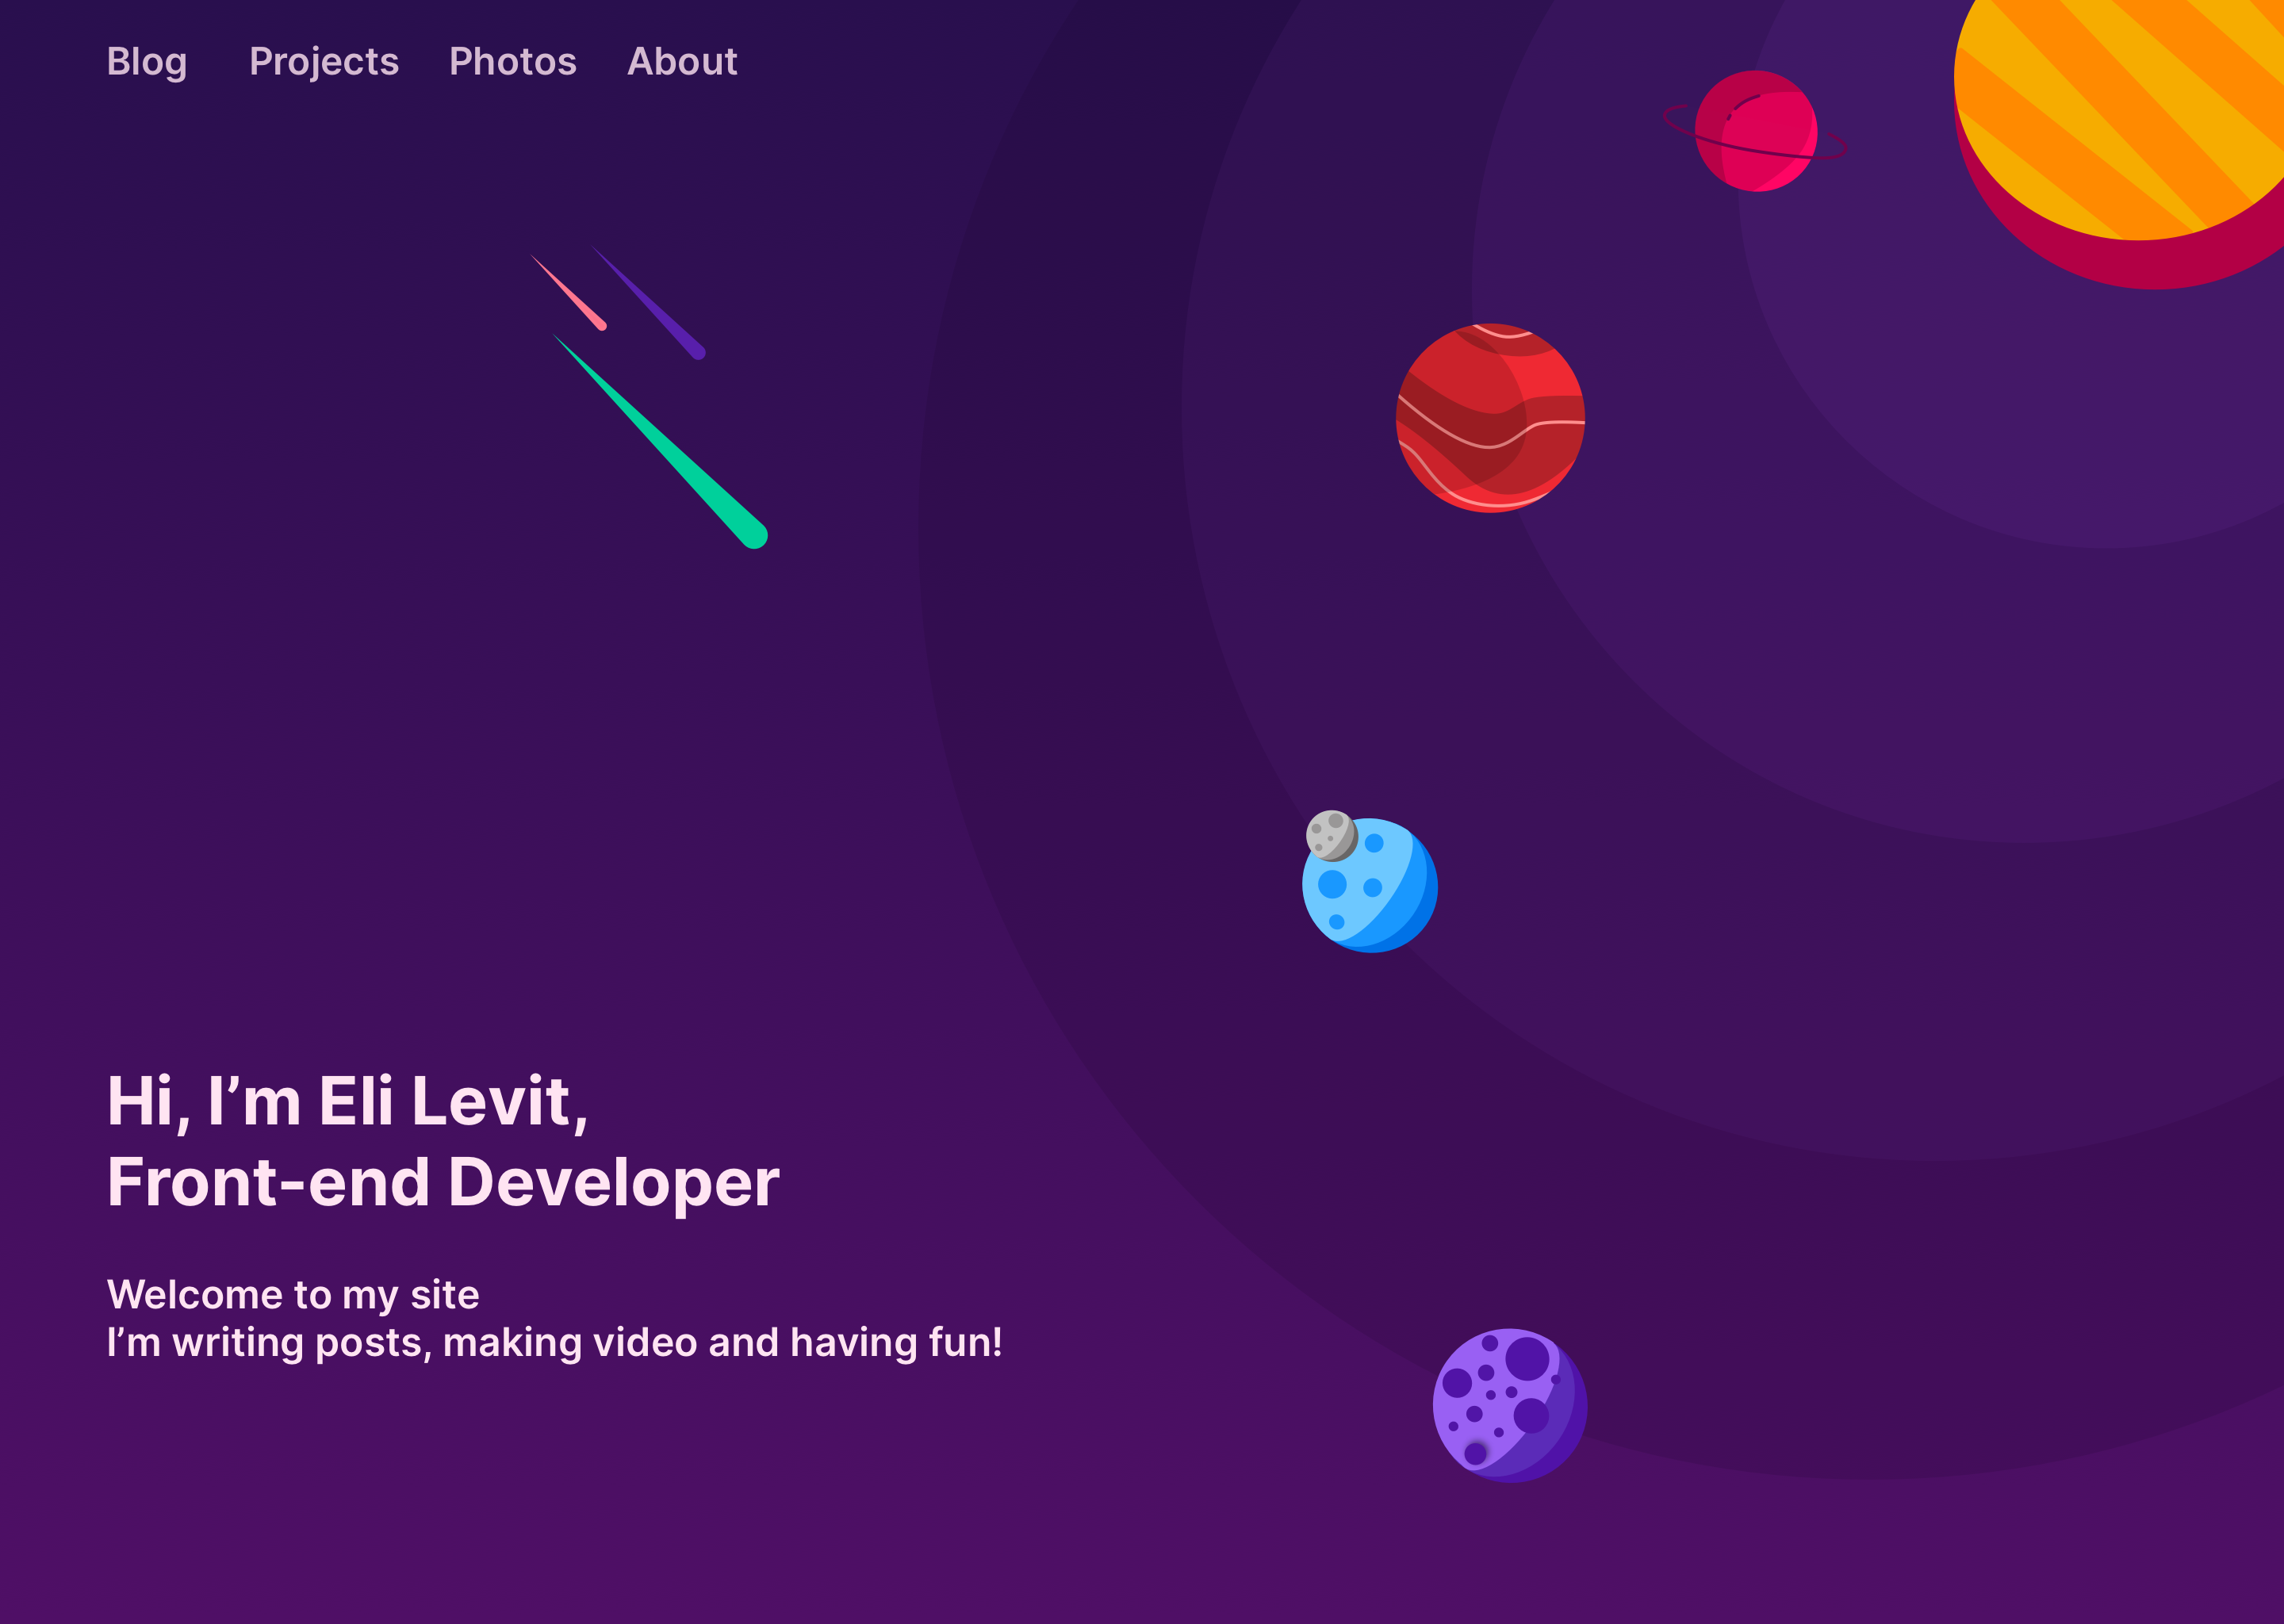 Blog Projects Photos About
Hi, I’m Eli Levit,
Front-end Developer
Welcome to my site
I’m writing posts, making video and having fun!